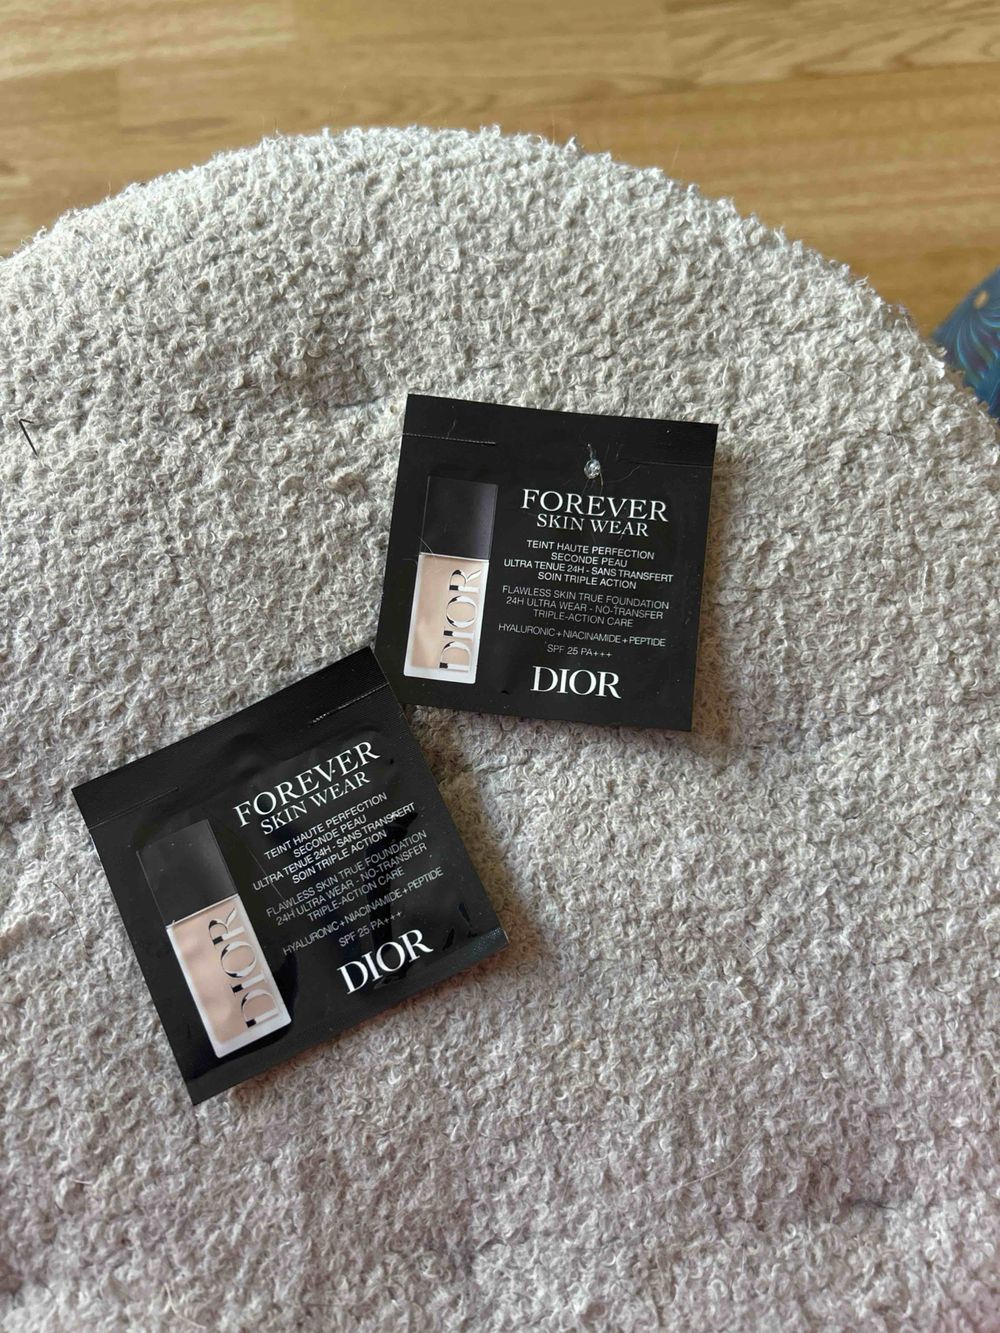 FOREVER
SKIN WEAR
TEINT HAUTE PERFECTION
SECONDE PEAU
ULTRA TENUE 24H - SANS TRANSFERT
SOIN TRIPLE ACTION
FLAWLESS SKIN TRUE FOUNDATION
24H ULTRA WEAR - NO-TRANSFER
TRIPLE-ACTION CARE
HYALURONIC + NIACINAMIDE + PEPTIDE
SPF 25 PA+++
DIOR
DIOR
FOREVER
SKIN WEAR
TEINT HAUTE PERFECTION
SECONDE PEAU
ULTRA TENUE 24H - SANS TRANSFERT
SOIN TRIPLE ACTION
FLAWLESS SKIN TRUE FOUNDATION
24H ULTRA WEAR - NO-TRANSFER
TRIPLE-ACTION CARE
HYALURONIC + NIACINAMIDE + PEPTIDE
SPF 25 PA+++
DIOR
DIOR